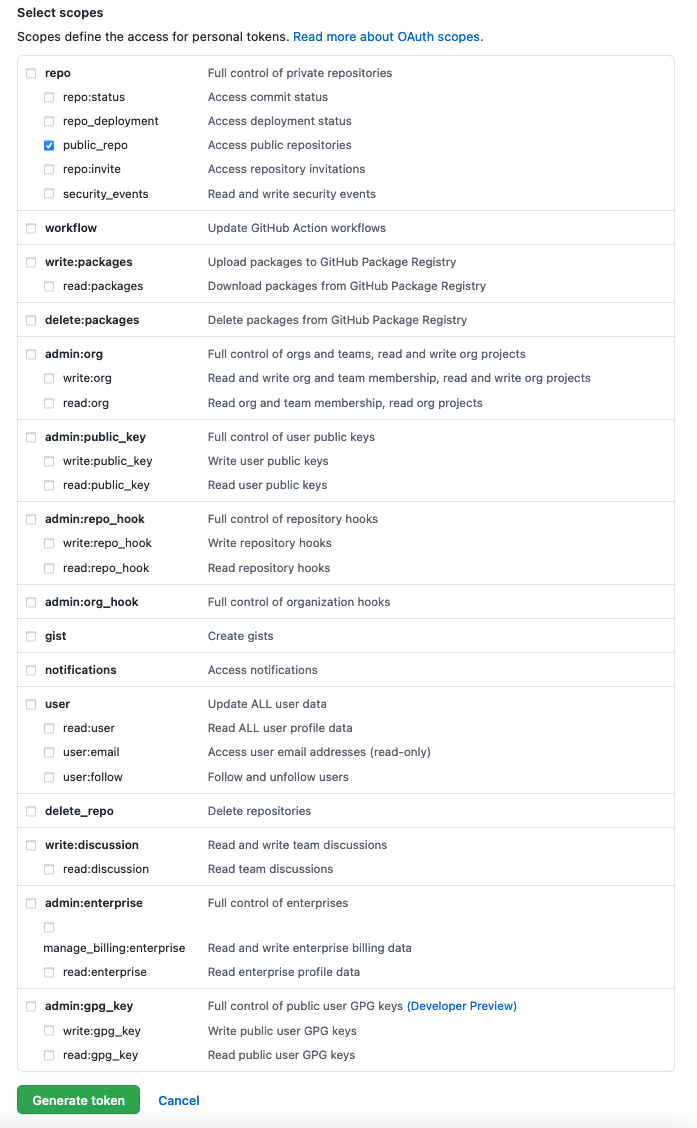 Select scopes
Scopes define the access for personal tokens. Read more about OAuth scopes.
repo Full control of private repositories
repo:status Access commit status
repo_deployment Access deployment status
public_repo Access public repositories
repo:invite Access repository invitations
security_events Read and write security events
workflow Update GitHub Action workflows
write:packages Upload packages to GitHub Package Registry
read:packages Download packages from GitHub Package Registry
delete:packages Delete packages from GitHub Package Registry
admin:org Full control of orgs and teams, read and write org projects
write:org Read and write org and team membership, read and write org projects
read:org Read org and team membership, read org projects
admin:public_key Full control of user public keys
write:public_key Write user public keys
read:public_key Read user public keys
admin:repo_hook Full control of repository hooks
write:repo_hook Write repository hooks
read:repo_hook Read repository hooks
admin:org_hook Full control of organization hooks
gist Create gists
notifications Access notifications
user Update ALL user data
read:user Read ALL user profile data
user:email Access user email addresses (read-only)
user:follow Follow and unfollow users
delete_repo Delete repositories
write:discussion Read and write team discussions
read:discussion Read team discussions
admin:enterprise Full control of enterprises
manage_billing:enterprise Read and write enterprise billing data
read:enterprise Read enterprise profile data
admin:gpg_key Full control of public user GPG keys (Developer Preview)
write:gpg_key Write public user GPG keys
read:gpg_key Read public user GPG keys
Generate token Cancel